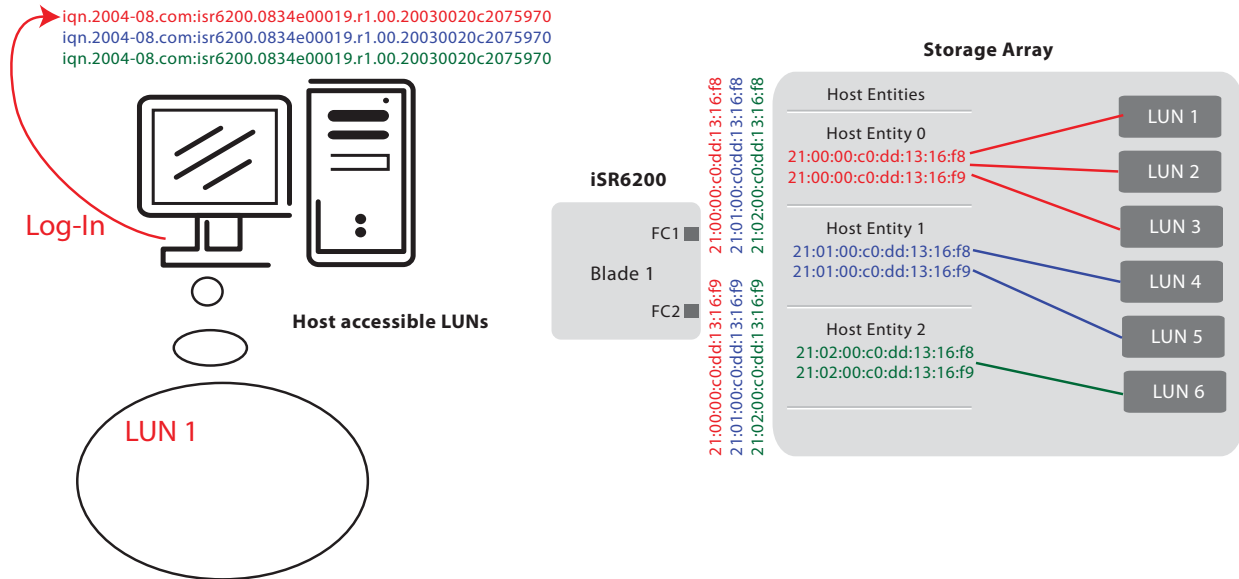 iqn.2004-08.com:isr6200.0834e00019.r1.00.20030020c2075970
iqn.2004-08.com:isr6200.0834e00019.r1.00.20030020c2075970
iqn.2004-08.com:isr6200.0834e00019.r1.00.20030020c2075970
Log-In
Host accessible LUNs
LUN 1
iSR6200
FC1
Blade 1
FC2
21:00:00:c0:dd:13:16:f8
21:01:00:c0:dd:13:16:f8
21:02:00:c0:dd:13:16:f8
21:00:00:c0:dd:13:16:f9
21:01:00:c0:dd:13:16:f9
21:02:00:c0:dd:13:16:f9
Storage Array
Host Entities
Host Entity 0
21:00:00:c0:dd:13:16:f8
21:00:00:c0:dd:13:16:f9
Host Entity 1
21:01:00:c0:dd:13:16:f8
21:01:00:c0:dd:13:16:f9
Host Entity 2
21:02:00:c0:dd:13:16:f8
21:02:00:c0:dd:13:16:f9
LUN 1
LUN 2
LUN 3
LUN 4
LUN 5
LUN 6